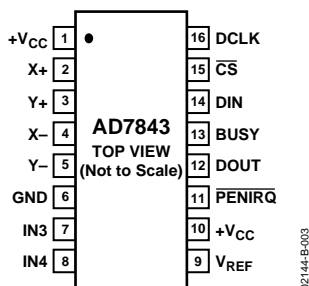 +VCC 1 16 DCLK
X+ 2 15 CS
Y+ 3 14 DIN
X– 4 13 BUSY
Y– 5 12 DOUT
GND 6 11 PENIRQ
IN3 7 10 +VCC
IN4 8 9 VREF
AD7843
TOP VIEW
(Not to Scale)
02144-B-003